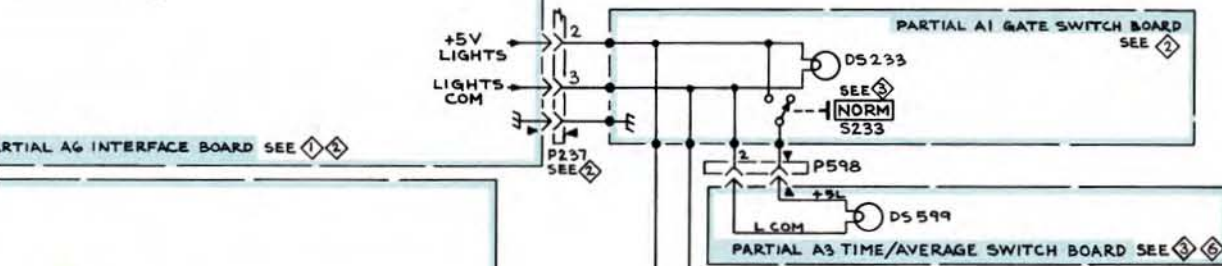 +5V
LIGHTS
2
LIGHTS
COM
3
P237
SEE 2
RTIAL A6 INTERFACE BOARD SEE 1 2
PARTIAL A1 GATE SWITCH BOARD
SEE 2
DS233
SEE 3
NORM
S233
2
P598
+5L
L COM
DS599
PARTIAL A3 TIME/AVERAGE SWITCH BOARD SEE 3 6